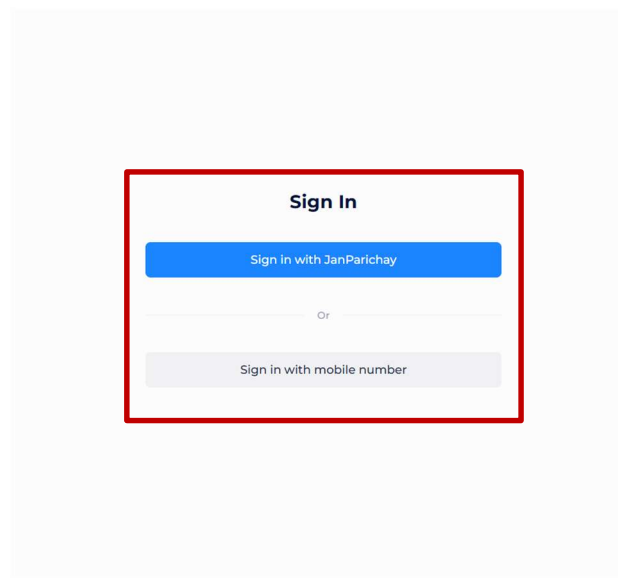 Sign In
Sign in with JanParichay
Or
Sign in with mobile number